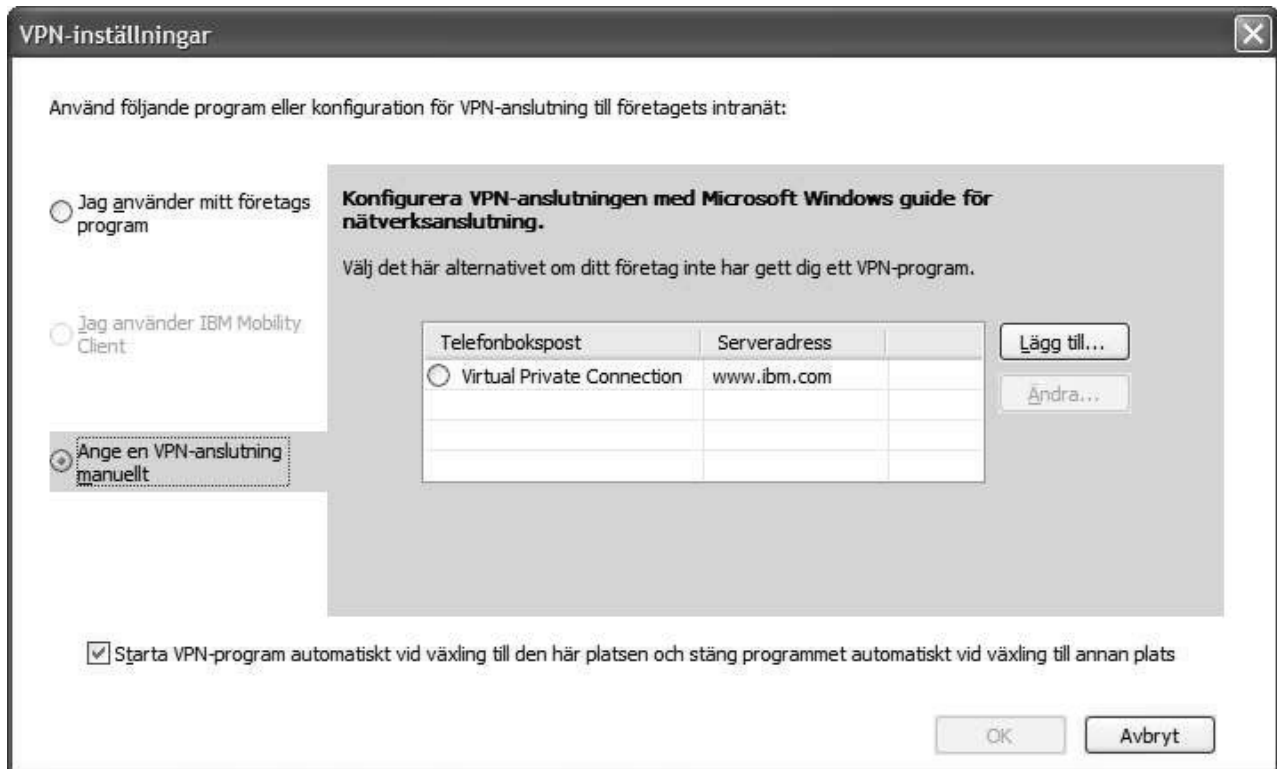 VPN-inställningar
Använd följande program eller konfiguration för VPN-anslutning till företagets intranät:
Jag använder mitt företags
program
Jag använder IBM Mobility
Client
Ange en VPN-anslutning
manuellt
Konfigurera VPN-anslutningen med Microsoft Windows guide för
nätverksanslutning.
Välj det här alternativet om ditt företag inte har gett dig ett VPN-program.
Telefonbokspost Serveradress
Virtual Private Connection www.ibm.com
Lägg till...
Ändra...
Starta VPN-program automatiskt vid växling till den här platsen och stäng programmet automatiskt vid växling till annan plats
OK Avbryt